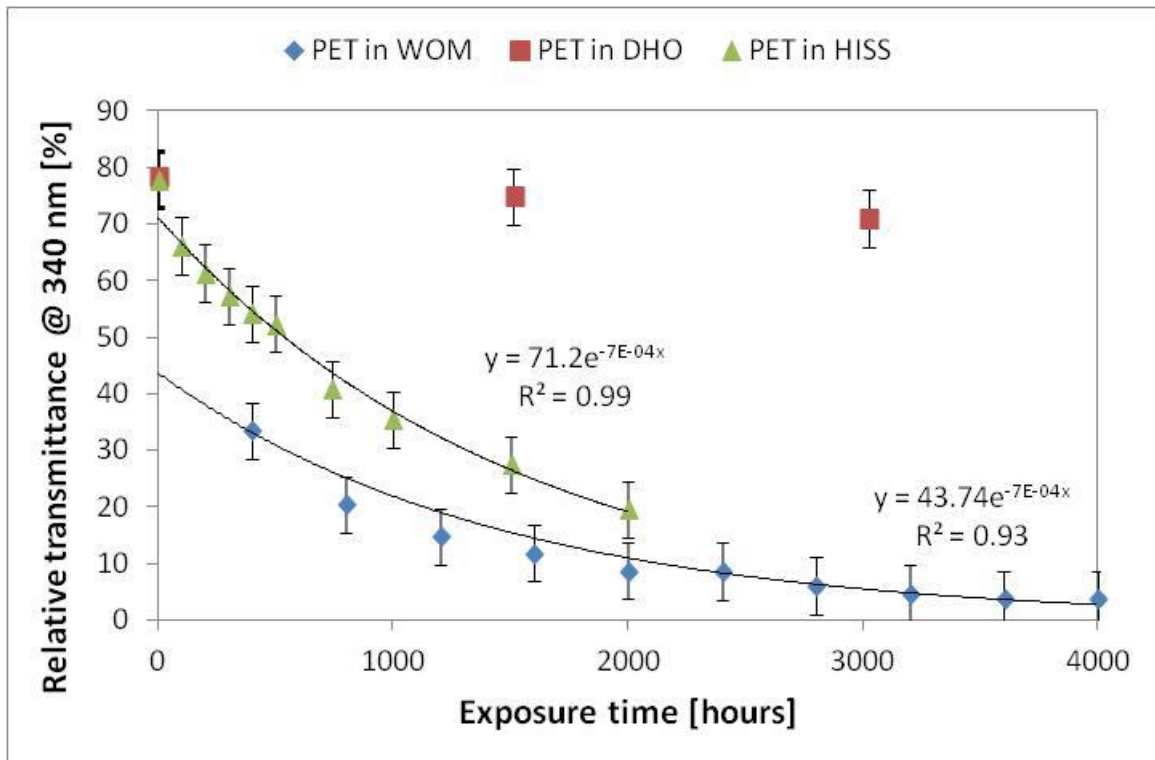 PET in WOM PET in DHO PET in HISS
Relative transmittance @ 340 nm [%]
90
80
70
60
50
40
30
20
10
0
y = 71.2e^-7E-04x
R² = 0.99
y = 43.74e^-7E-04x
R² = 0.93
0 1000 2000 3000 4000
Exposure time [hours]